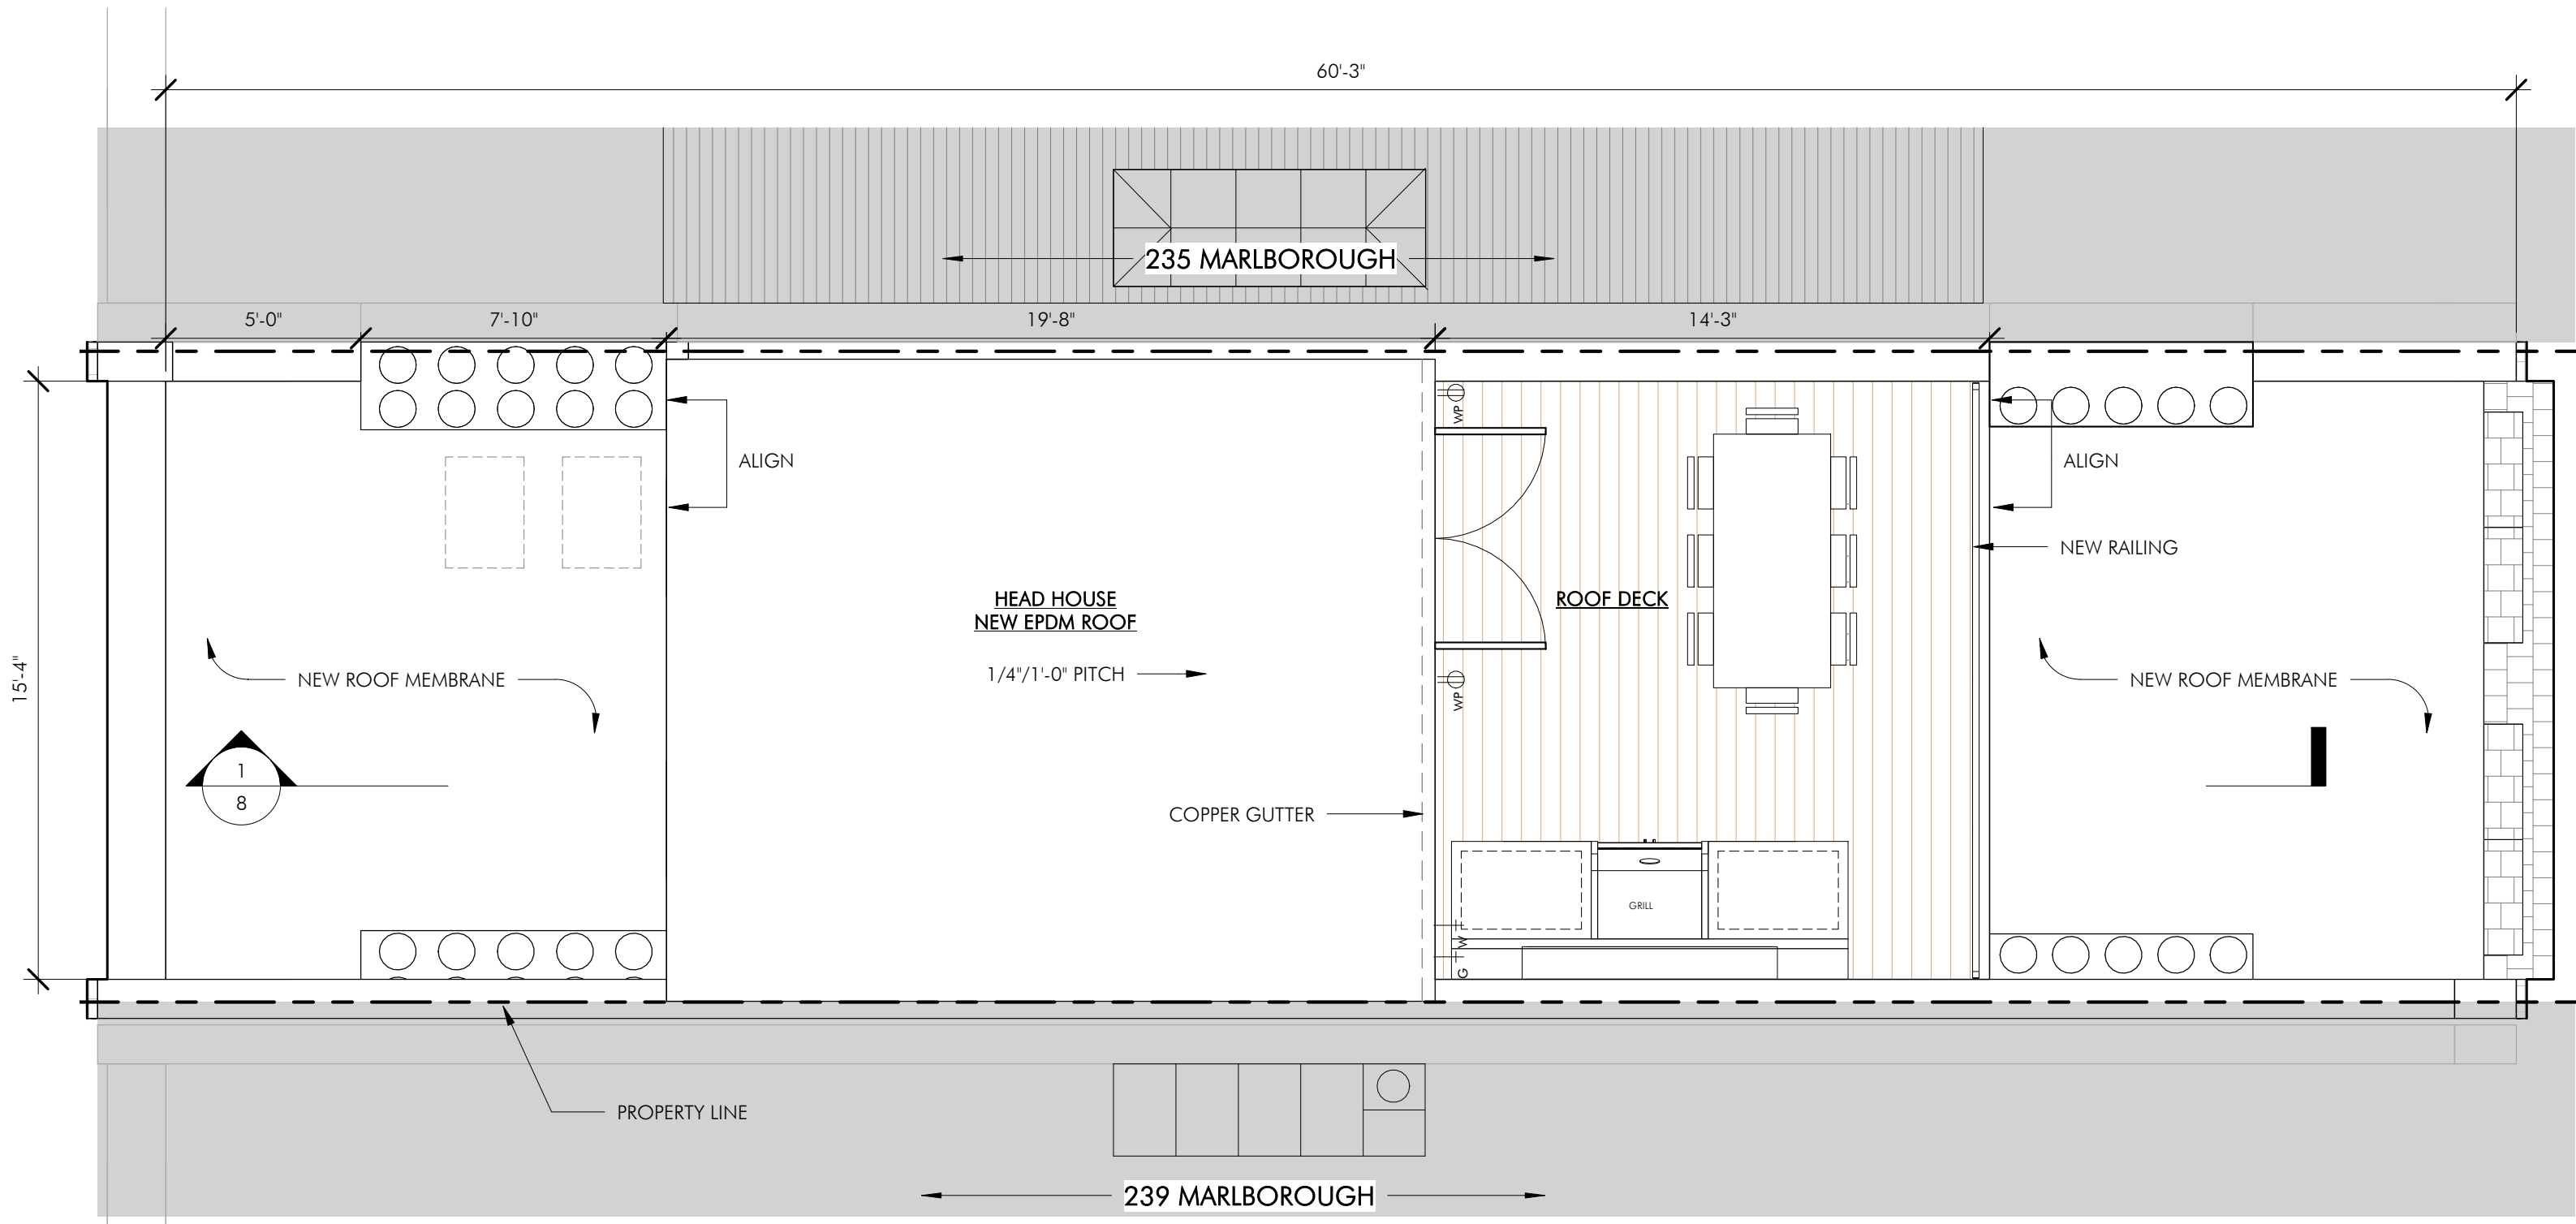 60'-3"
235 MARLBOROUGH
5'-0"
7'-10"
19'-8"
14'-3"
WP
ALIGN
ALIGN
NEW RAILING
HEAD HOUSE
NEW EPDM ROOF
ROOF DECK
15'-4"
NEW ROOF MEMBRANE
1/4"/1'-0" PITCH
WP
NEW ROOF MEMBRANE
1
8
COPPER GUTTER
GRILL
W
G
PROPERTY LINE
239 MARLBOROUGH